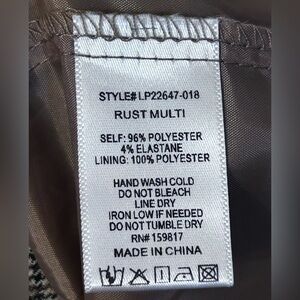 STYLE#LP22647-018
RUST MULTI
SELF: 96% POLYESTER
4% ELASTANE
LINING: 100% POLYESTER
HAND WASH COLD
DO NOT BLEACH
LINE DRY
IRON LOW IF NEEDED
DO NOT TUMBLE DRY
RN# 159817
MADE IN CHINA